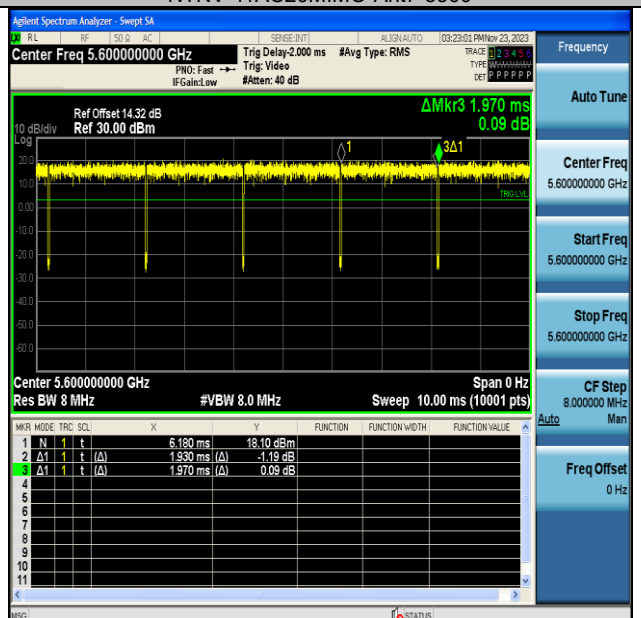 Agilent Spectrum Analyzer - Swept SA
RL RF 50 Ω AC SENSE:INT ALIGN AUTO 03:23:01 PM Nov 23, 2023
Center Freq 5.600000000 GHz
PNO: Fast
IFGain:Low
Trig Delay-2.000 ms
Trig: Video
#Atten: 40 dB
#Avg Type: RMS
TRACE 1 2 3 4 5 6
TYPE
DET P P P P P P
Frequency
Auto Tune
Center Freq
5.600000000 GHz
Start Freq
5.600000000 GHz
Stop Freq
5.600000000 GHz
CF Step
8.000000 MHz
Auto Man
Freq Offset
0 Hz
ΔMkr3 1.970 ms
0.09 dB
Ref Offset 14.32 dB
10 dB/div Ref 30.00 dBm
Log
1
3Δ1
20.0
10.0
TRIG LVL
0.00
-10.0
-20.0
-30.0
-40.0
-50.0
-60.0
Center 5.600000000 GHz Span 0 Hz
Res BW 8 MHz #VBW 8.0 MHz Sweep 10.00 ms (10001 pts)
MKR MODE TRC SCL X Y FUNCTION FUNCTION WIDTH FUNCTION VALUE
1 N 1 t 6.180 ms 18.10 dBm
2 Δ1 1 t (Δ) 1.930 ms (Δ) -1.19 dB
3 Δ1 1 t (Δ) 1.970 ms (Δ) 0.09 dB
4
5
6
7
8
9
10
11
MSG STATUS